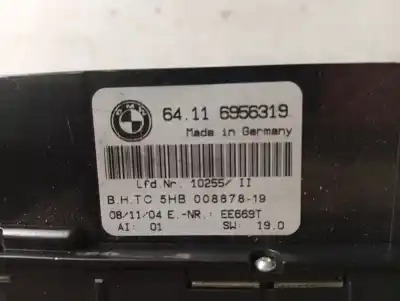 BMW
64.11 6956319
Made in Germany
Lfd.Nr. 10255/ II
B.H.TC 5HB 008878-19
08/11/04 E.-NR: EE669T
AI: 01 SW: 19.0